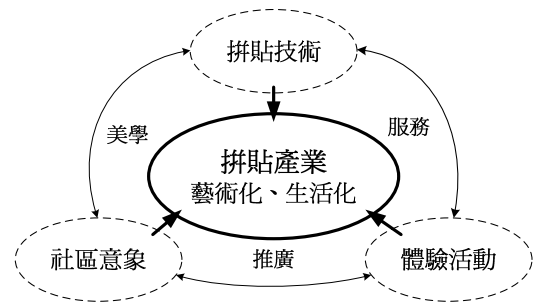 拼貼技術
美學
服務
拼貼產業
藝術化、生活化
社區意象
推廣
體驗活動